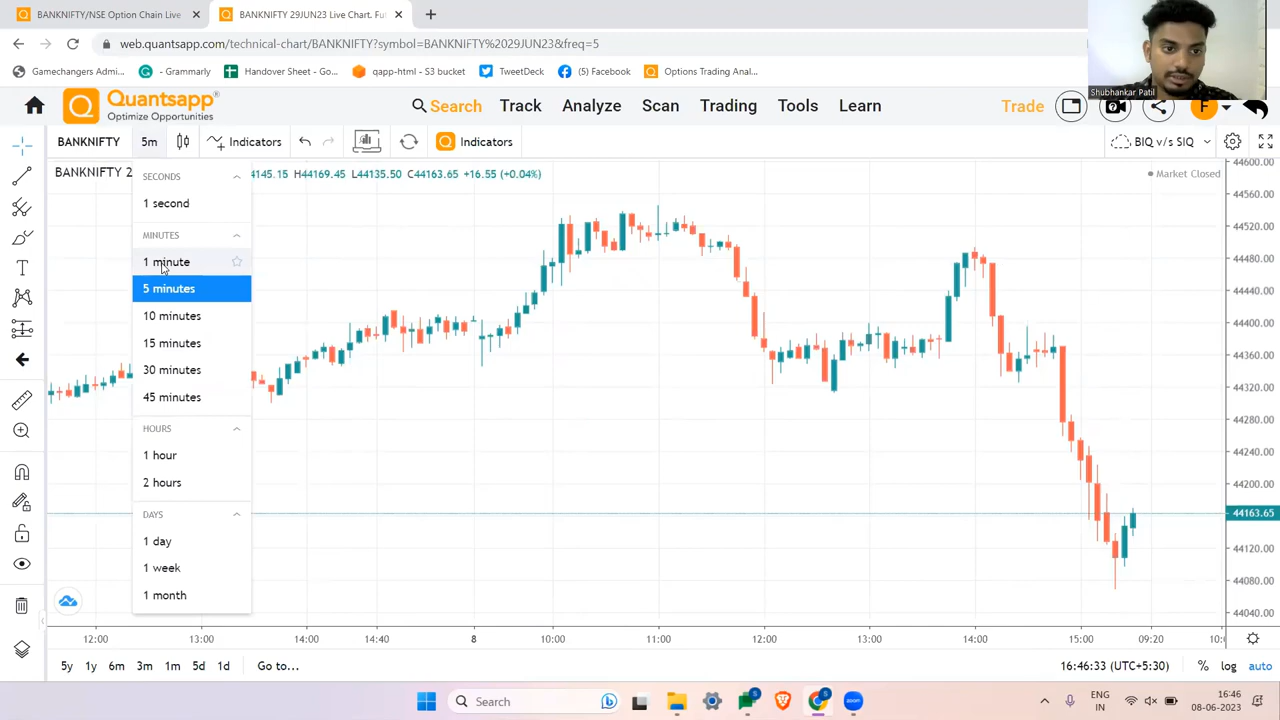 BANKNIFTY/NSE Option Chain Live
BANKNIFTY 29JUN23 Live Chart. Fu
web.quantsapp.com/technical-chart/BANKNIFTY?symbol=BANKNIFTY%2029JUN23&freq=5
Gamechangers Admi...
- Grammarly
Handover Sheet - Go...
qapp-html - S3 bucket
TweetDeck
(5) Facebook
Options Trading Anal...
Shubhankar Patil
Quantsapp®
Optimize Opportunities
Search
Track
Analyze
Scan
Trading
Tools
Learn
Trade
F
BANKNIFTY
5m
Indicators
Indicators
BIQ v/s SIQ
BANKNIFTY 2
44145.15 H44169.45 L44135.50 C44163.65 +16.55 (+0.04%)
Market Closed
SECONDS
1 second
MINUTES
1 minute
5 minutes
10 minutes
15 minutes
30 minutes
45 minutes
HOURS
1 hour
2 hours
DAYS
1 day
1 week
1 month
44600.00
44560.00
44520.00
44480.00
44440.00
44400.00
44360.00
44320.00
44280.00
44240.00
44200.00
44163.65
44120.00
44080.00
44040.00
12:00 13:00 14:00 14:40 8 10:00 11:00 12:00 13:00 14:00 15:00 09:20 10:0
5y 1y 6m 3m 1m 5d 1d Go to...
16:46:33 (UTC+5:30) % log auto
Search
ENG
IN
16:46
08-06-2023